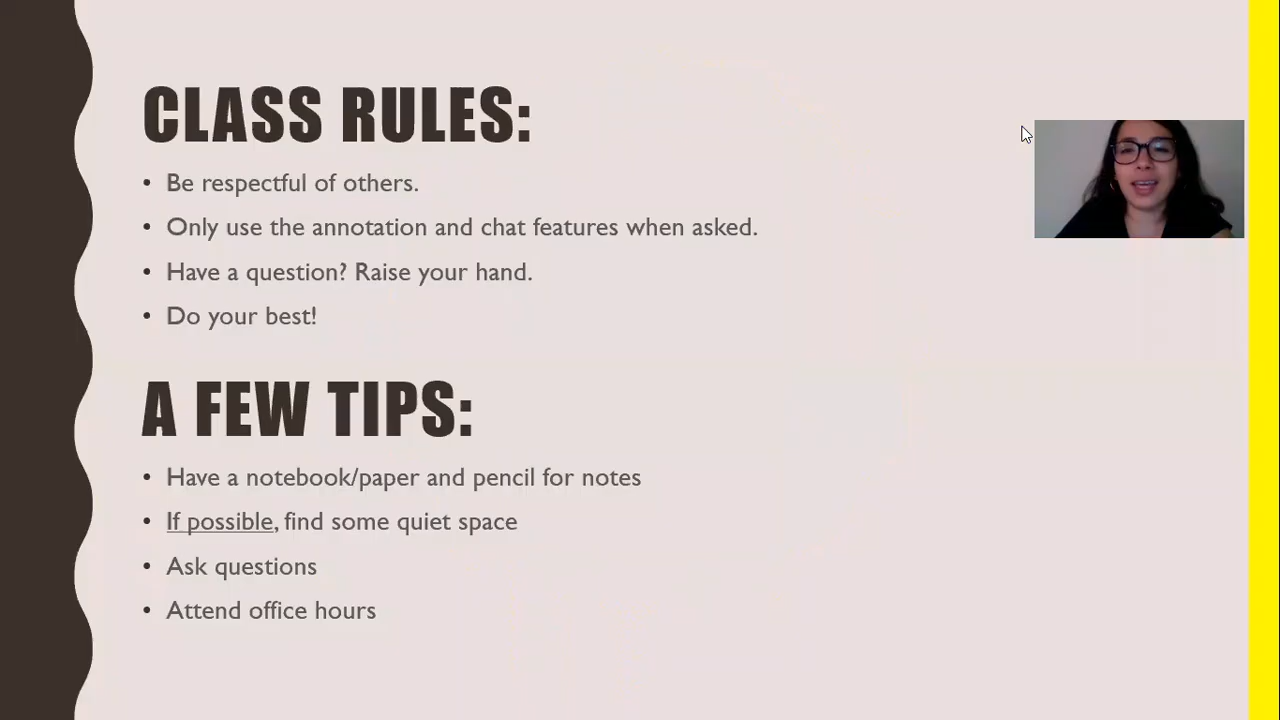 CLASS RULES:
• Be respectful of others.
• Only use the annotation and chat features when asked.
• Have a question? Raise your hand.
• Do your best!
A FEW TIPS:
• Have a notebook/paper and pencil for notes
• If possible, find some quiet space
• Ask questions
• Attend office hours